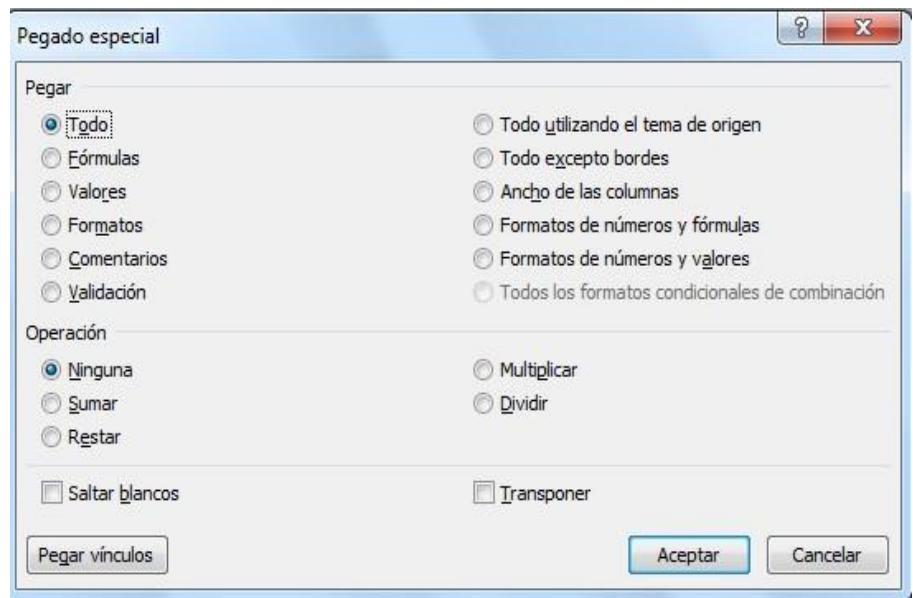 Pegado especial
Pegar
Todo
Todo utilizando el tema de origen
Fórmulas
Todo excepto bordes
Valores
Ancho de las columnas
Formatos
Formatos de números y fórmulas
Comentarios
Formatos de números y valores
Validación
Todos los formatos condicionales de combinación
Operación
Ninguna
Multiplicar
Sumar
Dividir
Restar
Saltar blancos
Transponer
Pegar vínculos
Aceptar
Cancelar